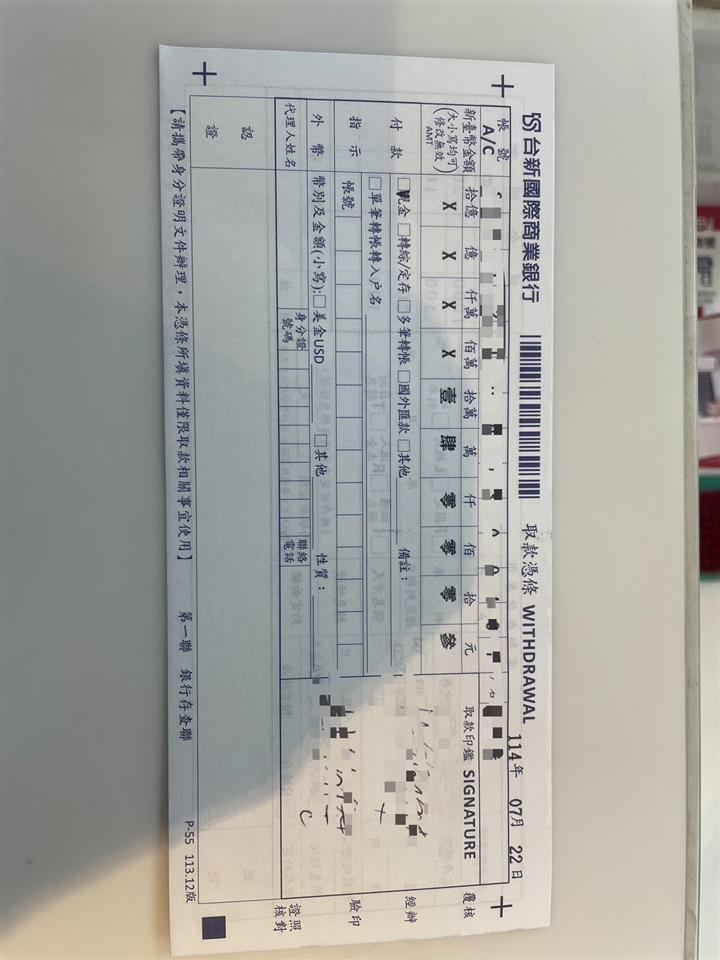 台新國際商業銀行 取款憑條 WITHDRAWAL 114年 07月 22日
帳號 A/C
新臺幣金額 (大小寫均可 修改無效) AMT 拾億 億 仟萬 佰萬 拾萬 萬 仟 佰 拾 元 取款印鑑 SIGNATURE 覆核
X X X X 壹 肆 零 零 零 參
付款 □現金 □轉綜/定存 □多筆轉帳 □國外匯款 □其他 備註： 經辦
□單筆轉帳轉入戶名
指示 帳號 驗印
外幣 幣別及金額(小寫)：□美金USD □其他 性質：
代理人姓名 身分證號碼 聯絡電話 證照核對
認證
【請攜帶身分證明文件辦理，本憑條所填資料僅限取款相關事宜使用】 第一聯 銀行存查聯 P-55 113.12版